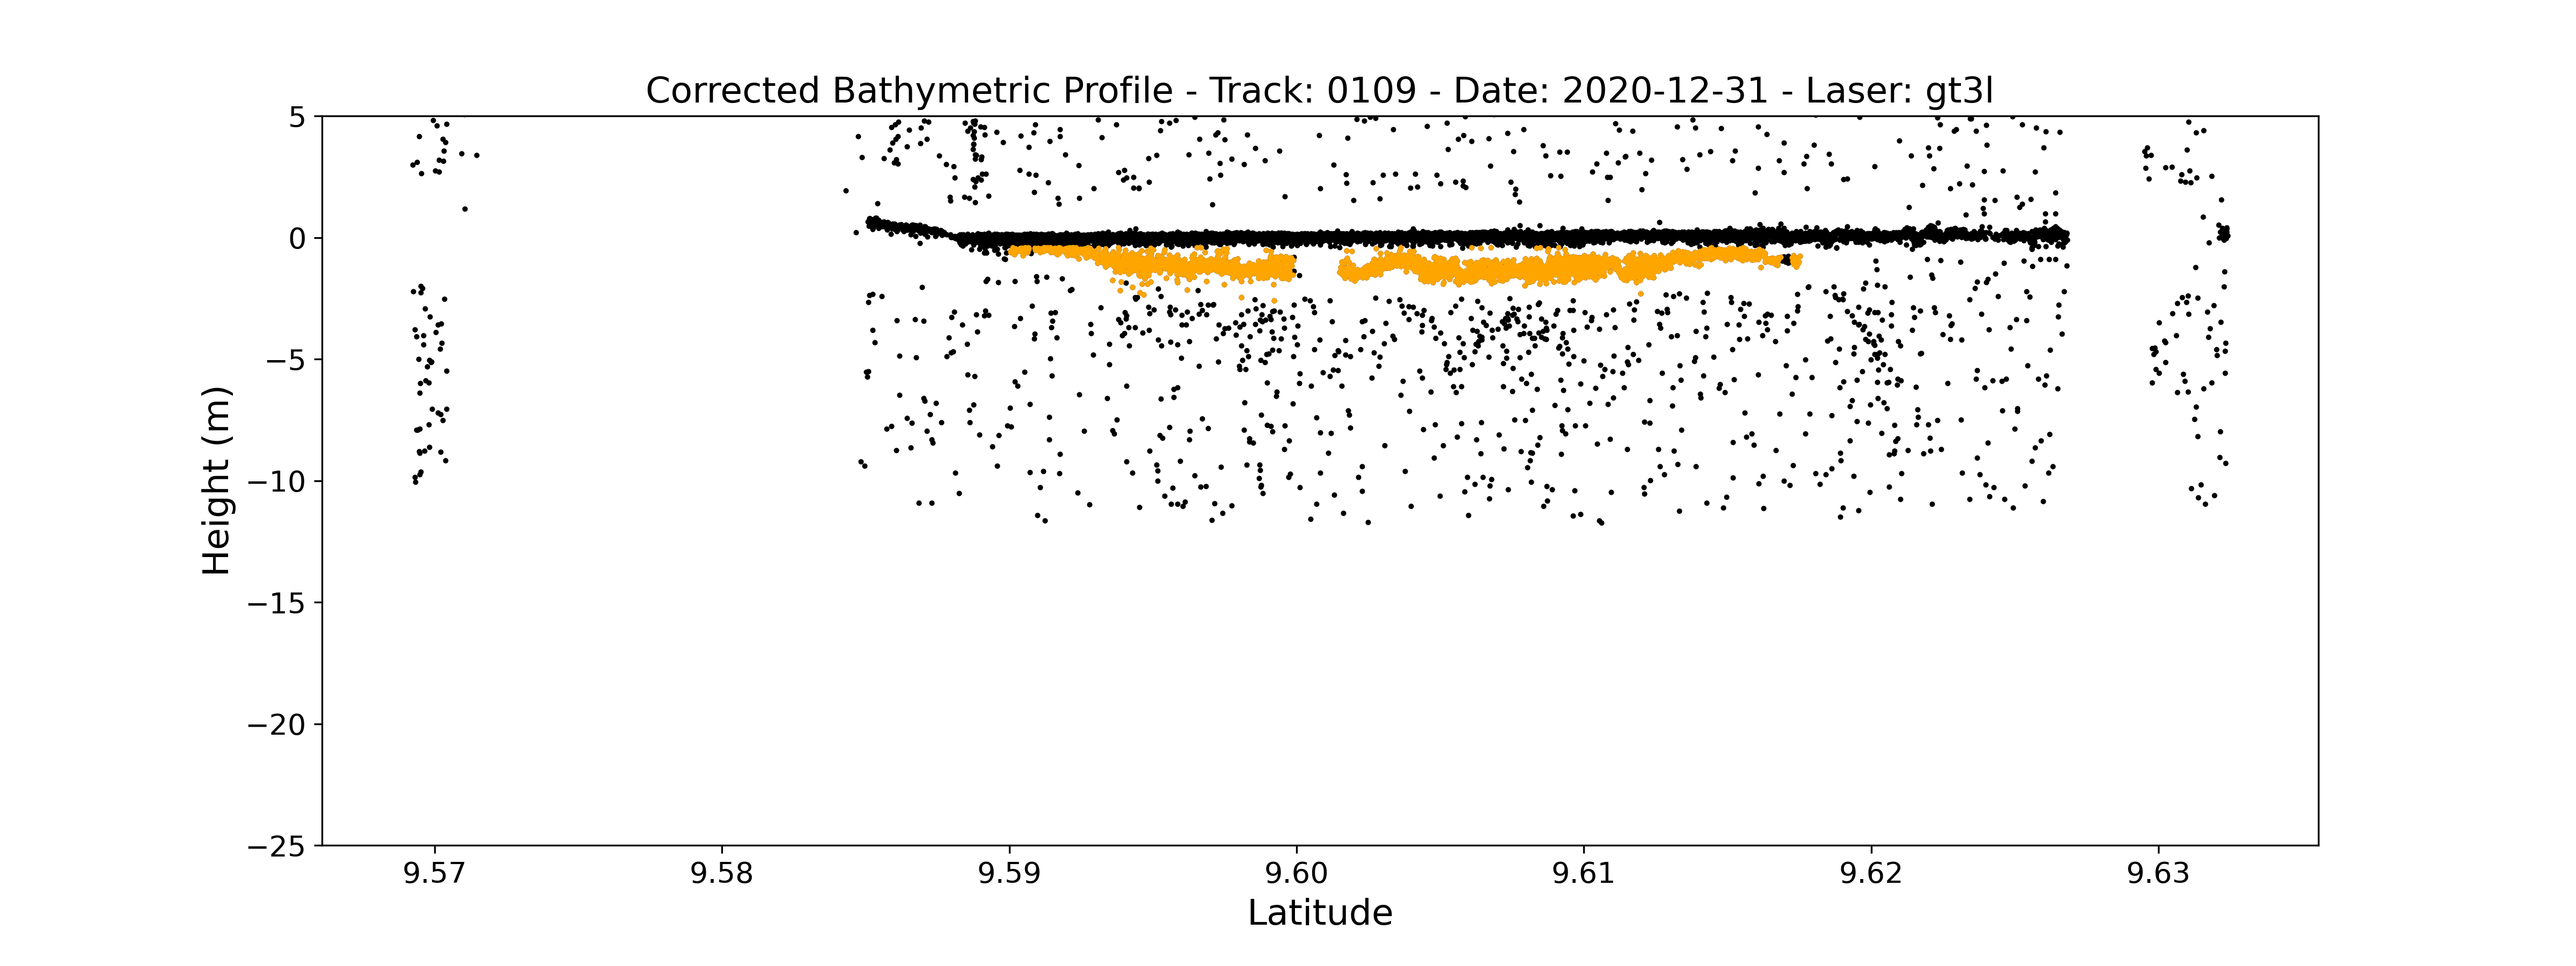 Corrected Bathymetric Profile - Track: 0109 - Date: 2020-12-31 - Laser: gt3l
5
0
−5
−10
−15
−20
−25
Height (m)
9.57 9.58 9.59 9.60 9.61 9.62 9.63
Latitude